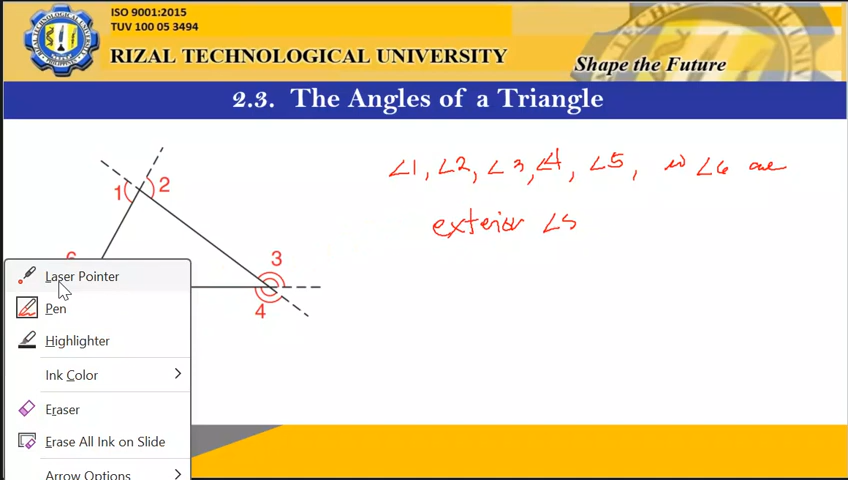 ISO 9001:2015
TUV 100 05 3494
RIZAL TECHNOLOGICAL UNIVERSITY
Shape the Future
2.3. The Angles of a Triangle
∠1, ∠2, ∠3, ∠4, ∠5, ∠6 are
exterior ∠s
1
2
3
4
Laser Pointer
Pen
Highlighter
Ink Color
Eraser
Erase All Ink on Slide
Arrow Options